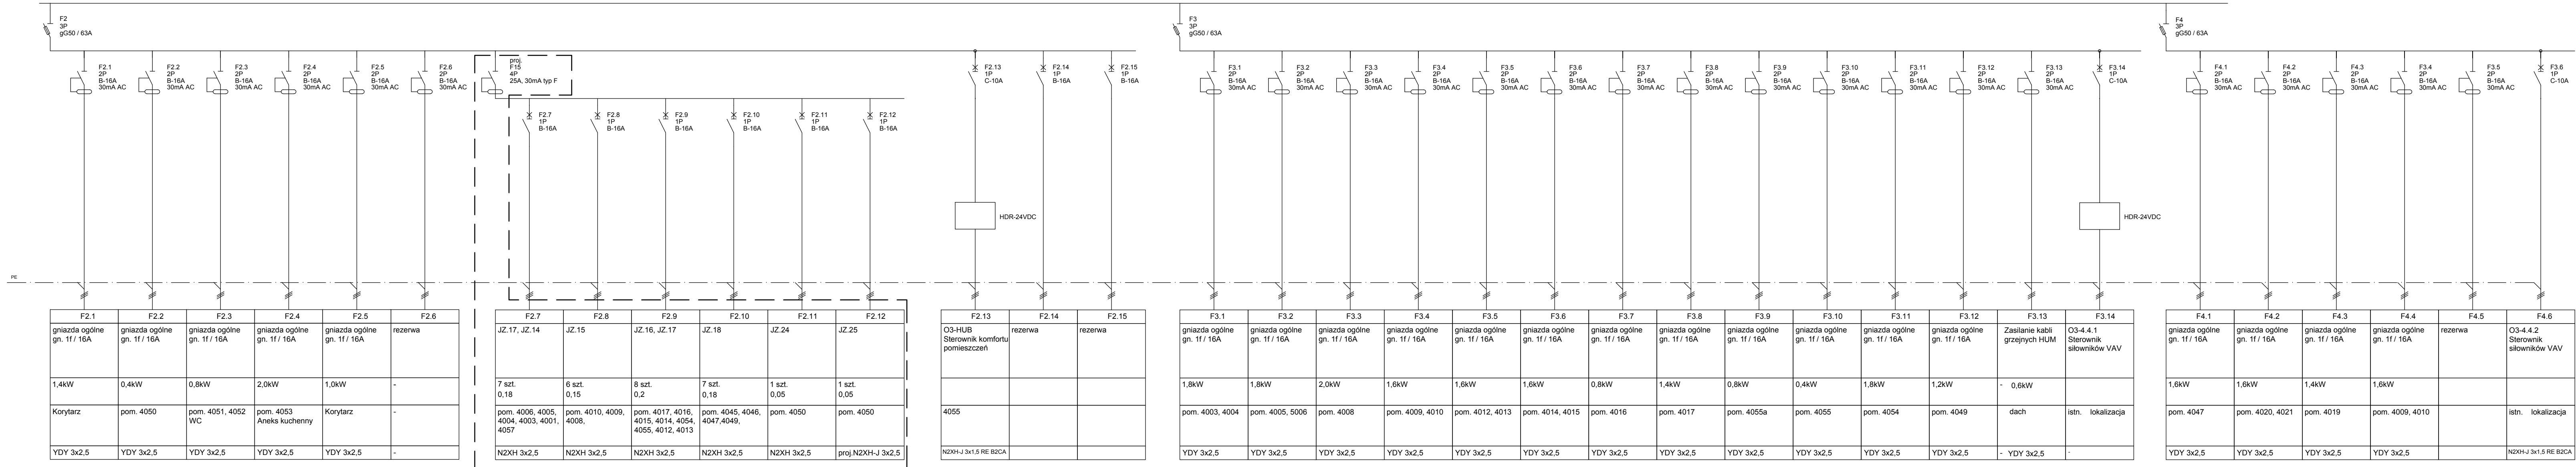 F2
3P
gG50 / 63A
F3
3P
gG50 / 63A
F4
3P
gG50 / 63A
F2.1
2P
B-16A
30mA AC
F2.2
2P
B-16A
30mA AC
F2.3
2P
B-16A
30mA AC
F2.4
2P
B-16A
30mA AC
F2.5
2P
B-16A
30mA AC
F2.6
2P
B-16A
30mA AC
proj.
F15
4P
25A, 30mA typ F
F2.7
1P
B-16A
F2.8
1P
B-16A
F2.9
1P
B-16A
F2.10
1P
B-16A
F2.11
1P
B-16A
F2.12
1P
B-16A
F2.13
1P
C-10A
F2.14
1P
B-16A
F2.15
1P
B-16A
F3.1
2P
B-16A
30mA AC
F3.2
2P
B-16A
30mA AC
F3.3
2P
B-16A
30mA AC
F3.4
2P
B-16A
30mA AC
F3.5
2P
B-16A
30mA AC
F3.6
2P
B-16A
30mA AC
F3.7
2P
B-16A
30mA AC
F3.8
2P
B-16A
30mA AC
F3.9
2P
B-16A
30mA AC
F3.10
2P
B-16A
30mA AC
F3.11
2P
B-16A
30mA AC
F3.12
2P
B-16A
30mA AC
F3.13
2P
B-16A
30mA AC
F3.14
1P
C-10A
F4.1
2P
B-16A
30mA AC
F4.2
2P
B-16A
30mA AC
F4.3
2P
B-16A
30mA AC
F3.4
2P
B-16A
30mA AC
F3.5
2P
B-16A
30mA AC
F3.6
1P
C-10A
HDR-24VDC
HDR-24VDC
PE
F2.1 F2.2 F2.3 F2.4 F2.5 F2.6
gniazda ogólne gniazda ogólne gniazda ogólne gniazda ogólne gniazda ogólne rezerwa
gn. 1f / 16A gn. 1f / 16A gn. 1f / 16A gn. 1f / 16A gn. 1f / 16A
1,4kW 0,4kW 0,8kW 2,0kW 1,0kW -
Korytarz pom. 4050 pom. 4051, 4052 pom. 4053 Korytarz -
WC Aneks kuchenny
YDY 3x2,5 YDY 3x2,5 YDY 3x2,5 YDY 3x2,5 YDY 3x2,5 -
F2.7 F2.8 F2.9 F2.10 F2.11 F2.12
JZ.17, JZ.14 JZ.15 JZ.16, JZ.17 JZ.18 JZ.24 JZ.25
7 szt. 6 szt. 8 szt. 7 szt. 1 szt. 1 szt.
0,18 0,15 0,2 0,18 0,05 0,05
pom. 4006, 4005, pom. 4010, 4009, pom. 4017, 4016, pom. 4045, 4046, pom. 4050 pom. 4050
4004, 4003, 4001, 4008, 4015, 4014, 4054, 4047,4049,
4057 4055, 4012, 4013
N2XH 3x2,5 N2XH 3x2,5 N2XH 3x2,5 N2XH 3x2,5 N2XH 3x2,5 proj.N2XH-J 3x2,5
F2.13 F2.14 F2.15
O3-HUB rezerwa rezerwa
Sterownik komfortu
pomieszczeń
4055
N2XH-J 3x1,5 RE B2CA
F3.1 F3.2 F3.3 F3.4 F3.5 F3.6 F3.7 F3.8 F3.9 F3.10 F3.11 F3.12 F3.13 F3.14
gniazda ogólne gniazda ogólne gniazda ogólne gniazda ogólne gniazda ogólne gniazda ogólne gniazda ogólne gniazda ogólne gniazda ogólne gniazda ogólne gniazda ogólne gniazda ogólne Zasilanie kabli O3-4.4.1
gn. 1f / 16A gn. 1f / 16A gn. 1f / 16A gn. 1f / 16A gn. 1f / 16A gn. 1f / 16A gn. 1f / 16A gn. 1f / 16A gn. 1f / 16A gn. 1f / 16A gn. 1f / 16A gn. 1f / 16A grzejnych HUM Sterownik
siłowników VAV
1,8kW 1,8kW 2,0kW 1,6kW 1,6kW 1,6kW 0,8kW 1,4kW 0,8kW 0,4kW 1,8kW 1,2kW - 0,6kW
pom. 4003, 4004 pom. 4005, 5006 pom. 4008 pom. 4009, 4010 pom. 4012, 4013 pom. 4014, 4015 pom. 4016 pom. 4017 pom. 4055a pom. 4055 pom. 4054 pom. 4049 dach istn. lokalizacja
YDY 3x2,5 YDY 3x2,5 YDY 3x2,5 YDY 3x2,5 YDY 3x2,5 YDY 3x2,5 YDY 3x2,5 YDY 3x2,5 YDY 3x2,5 YDY 3x2,5 YDY 3x2,5 YDY 3x2,5 - YDY 3x2,5 -
F4.1 F4.2 F4.3 F4.4 F4.5 F4.6
gniazda ogólne gniazda ogólne gniazda ogólne gniazda ogólne rezerwa O3-4.4.2
gn. 1f / 16A gn. 1f / 16A gn. 1f / 16A gn. 1f / 16A Sterownik
siłowników VAV
1,6kW 1,6kW 1,4kW 1,6kW
pom. 4047 pom. 4020, 4021 pom. 4019 pom. 4009, 4010 istn. lokalizacja
YDY 3x2,5 YDY 3x2,5 YDY 3x2,5 YDY 3x2,5 YDY 3x2,5 N2XH-J 3x1,5 RE B2CA